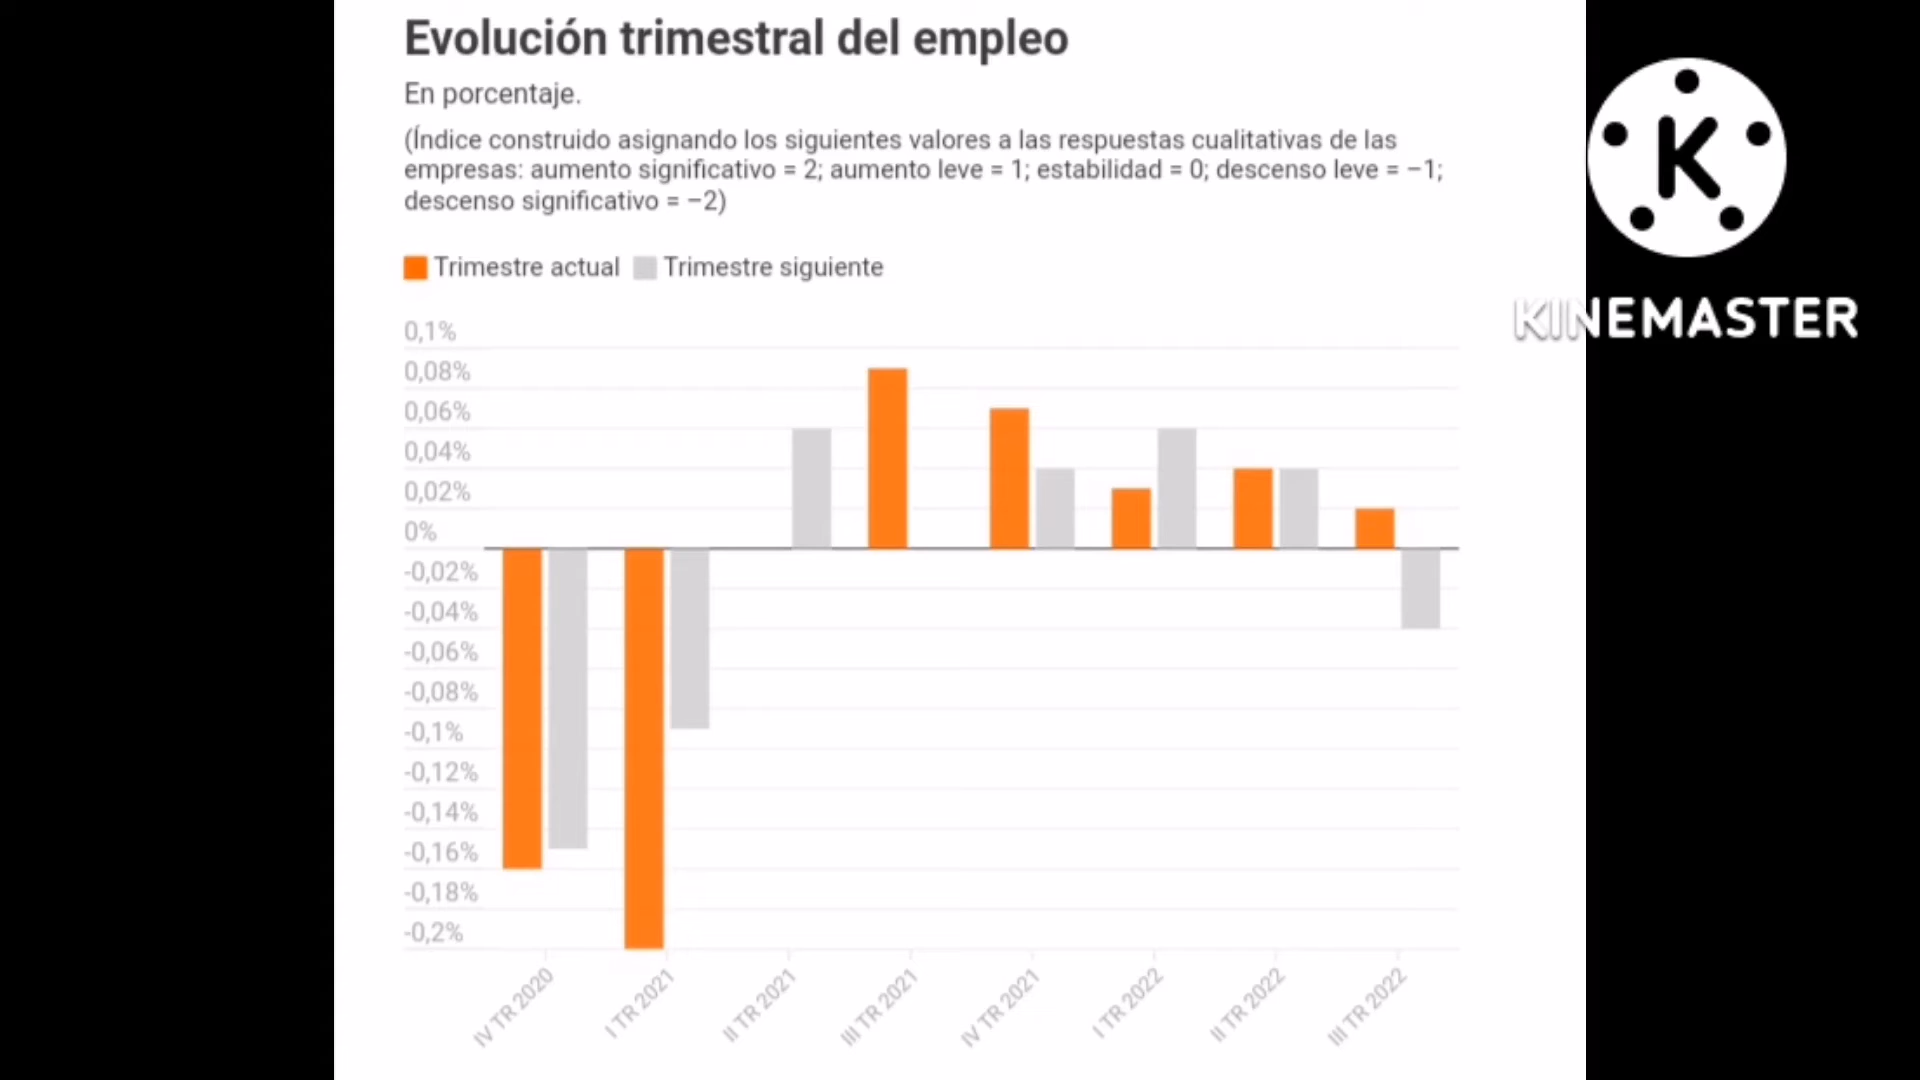 Evolución trimestral del empleo
En porcentaje.
(Índice construido asignando los siguientes valores a las respuestas cualitativas de las
empresas: aumento significativo = 2; aumento leve = 1; estabilidad = 0; descenso leve = −1;
descenso significativo = −2)
Trimestre actual Trimestre siguiente
0,1%
0,08%
0,06%
0,04%
0,02%
0%
-0,02%
-0,04%
-0,06%
-0,08%
-0,1%
-0,12%
-0,14%
-0,16%
-0,18%
-0,2%
IV TR 2020
I TR 2021
II TR 2021
III TR 2021
IV TR 2021
I TR 2022
II TR 2022
III TR 2022
K
KINEMASTER